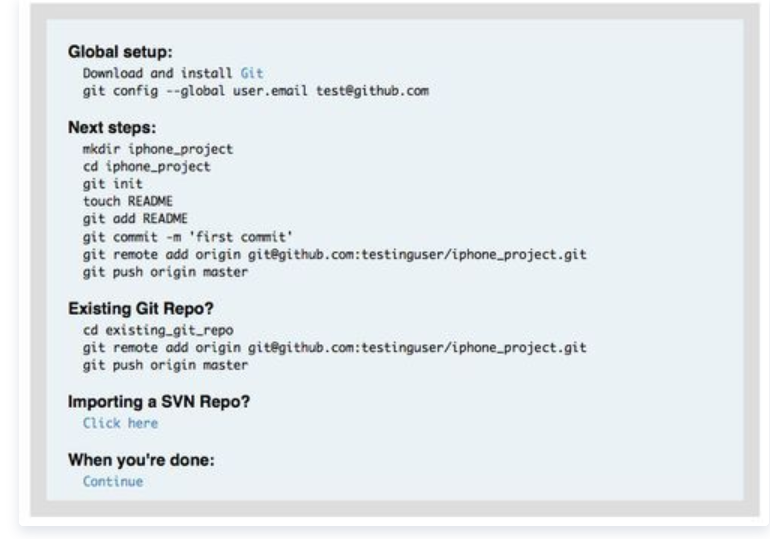 Global setup:
Download and install Git
git config --global user.email test@github.com
Next steps:
mkdir iphone_project
cd iphone_project
git init
touch README
git add README
git commit -m 'first commit'
git remote add origin git@github.com:testinguser/iphone_project.git
git push origin master
Existing Git Repo?
cd existing_git_repo
git remote add origin git@github.com:testinguser/iphone_project.git
git push origin master
Importing a SVN Repo?
Click here
When you're done:
Continue